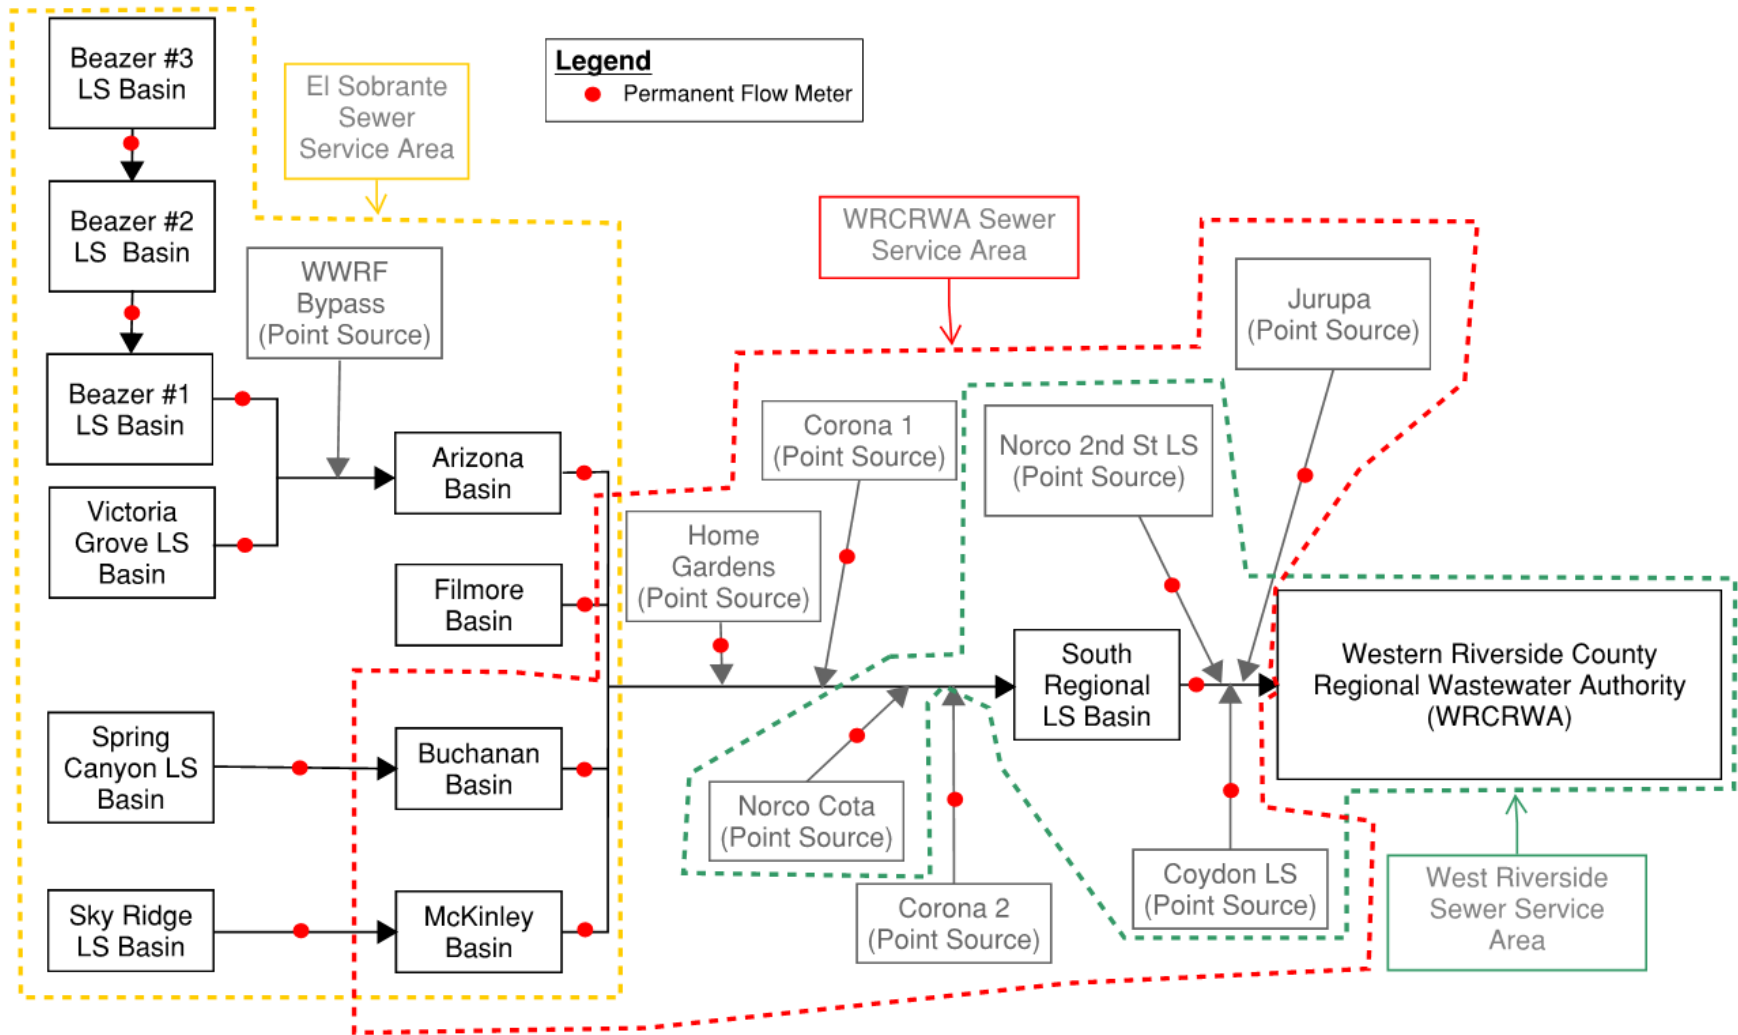 Beazer #3
LS Basin
El Sobrante
Sewer
Service Area
Legend
Permanent Flow Meter
Beazer #2
LS Basin
WWRF
Bypass
(Point Source)
WRCRWA Sewer
Service Area
Jurupa
(Point Source)
Beazer #1
LS Basin
Arizona
Basin
Corona 1
(Point Source)
Norco 2nd St LS
(Point Source)
Victoria
Grove LS
Basin
Home
Gardens
(Point Source)
Filmore
Basin
South
Regional
LS Basin
Western Riverside County
Regional Wastewater Authority
(WRCRWA)
Spring
Canyon LS
Basin
Buchanan
Basin
Norco Cota
(Point Source)
Sky Ridge
LS Basin
McKinley
Basin
Corona 2
(Point Source)
Coydon LS
(Point Source)
West Riverside
Sewer Service
Area